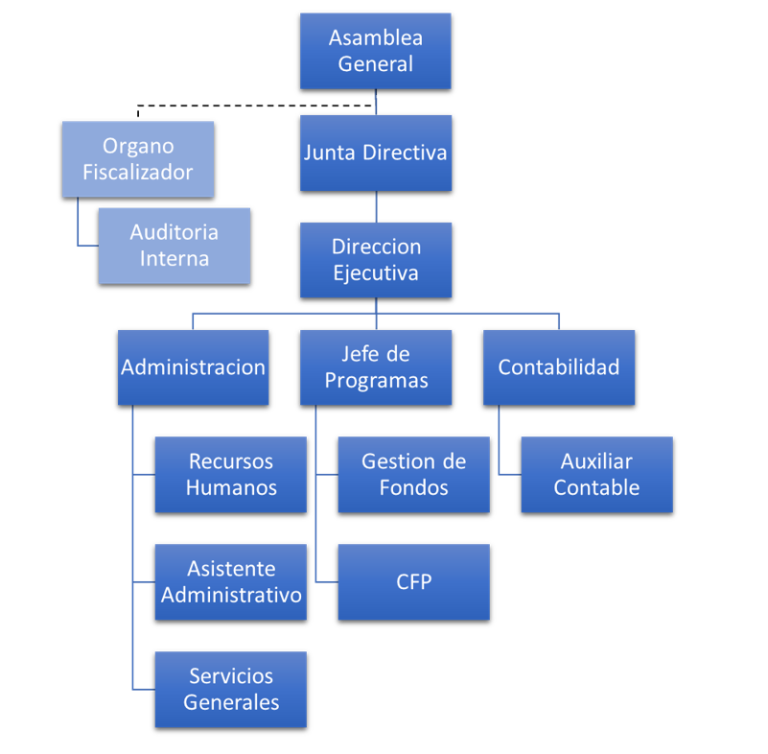 Asamblea
General
Organo
Fiscalizador
Junta Directiva
Auditoria
Interna
Direccion
Ejecutiva
Administracion
Jefe de
Programas
Contabilidad
Recursos
Humanos
Gestion de
Fondos
Auxiliar
Contable
Asistente
Administrativo
CFP
Servicios
Generales